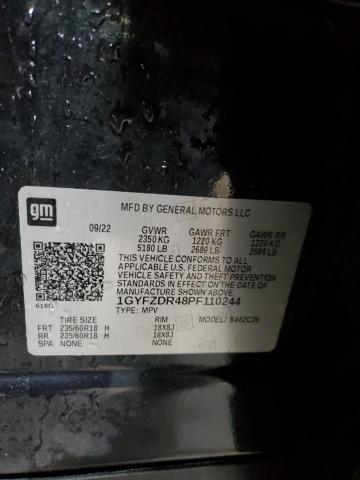 gm
MFD BY GENERAL MOTORS LLC
09/22 GVWR GAWR FRT GAWR RR
2350 KG 1220 KG 1220 KG
5180 LB 2689 LB 2689 LB
THIS VEHICLE CONFORMS TO ALL
APPLICABLE U.S. FEDERAL MOTOR
VEHICLE SAFETY AND THEFT PREVENTION
STANDARDS IN EFFECT ON THE DATE OF
MANUFACTURE SHOWN ABOVE.
1GYFZDR48PF110244
TYPE: MPV MODEL:
TIRE SIZE RIM
FRT 235/60R18 H 18X8J
RR 235/60R18 H 18X8J
SPA NONE NONE